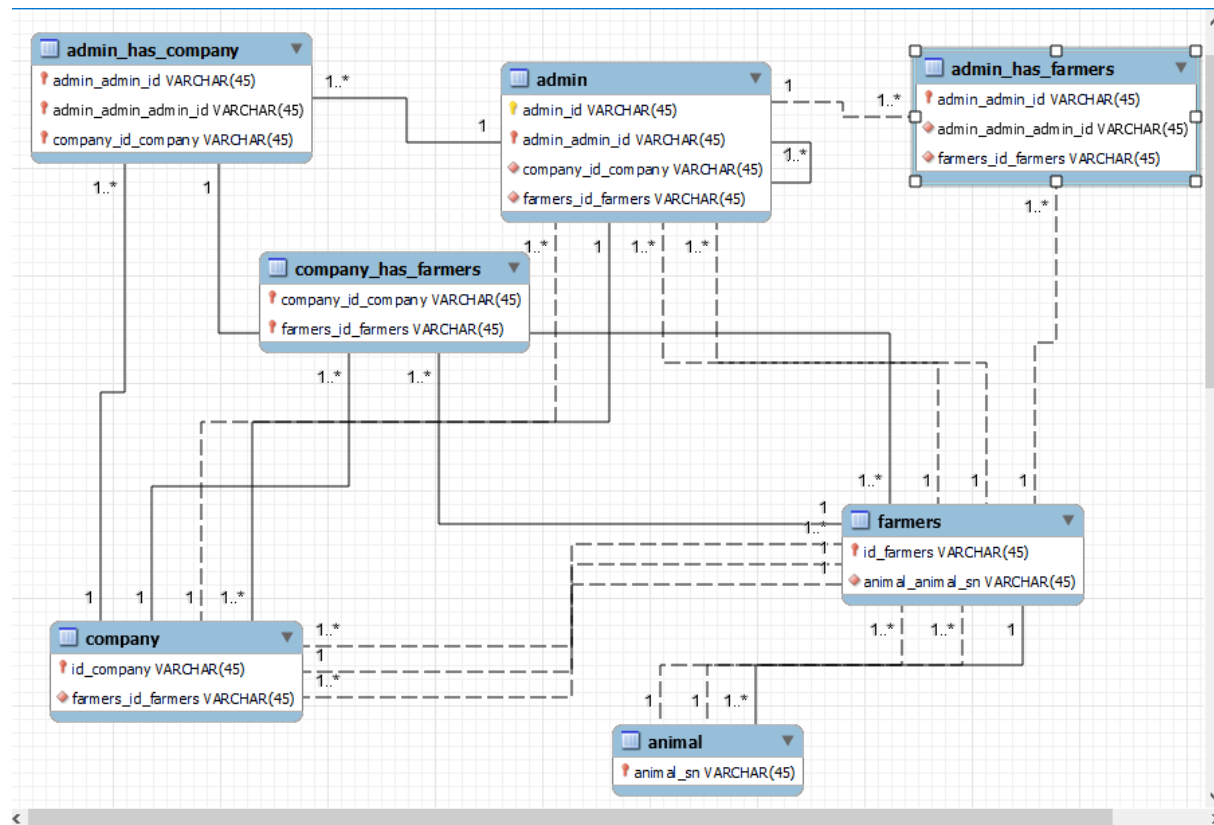 admin_has_company
admin_admin_id VARCHAR(45)
admin_admin_admin_id VARCHAR(45)
company_id_company VARCHAR(45)
1..*
1
admin
admin_id VARCHAR(45)
admin_admin_id VARCHAR(45)
company_id_company VARCHAR(45)
farmers_id_farmers VARCHAR(45)
1..*
1
1..*
admin_has_farmers
admin_admin_id VARCHAR(45)
admin_admin_admin_id VARCHAR(45)
farmers_id_farmers VARCHAR(45)
1..*
1
1..*
1..*
1
1..*
1..*
company_has_farmers
company_id_company VARCHAR(45)
farmers_id_farmers VARCHAR(45)
1..*
1..*
1..*
1
1
1
1
1..*
1
1
farmers
id_farmers VARCHAR(45)
animal_animal_sn VARCHAR(45)
1
1
1
1..*
company
id_company VARCHAR(45)
farmers_id_farmers VARCHAR(45)
1..*
1
1..*
1..*
1..*
1
1
1
1..*
animal
animal_sn VARCHAR(45)